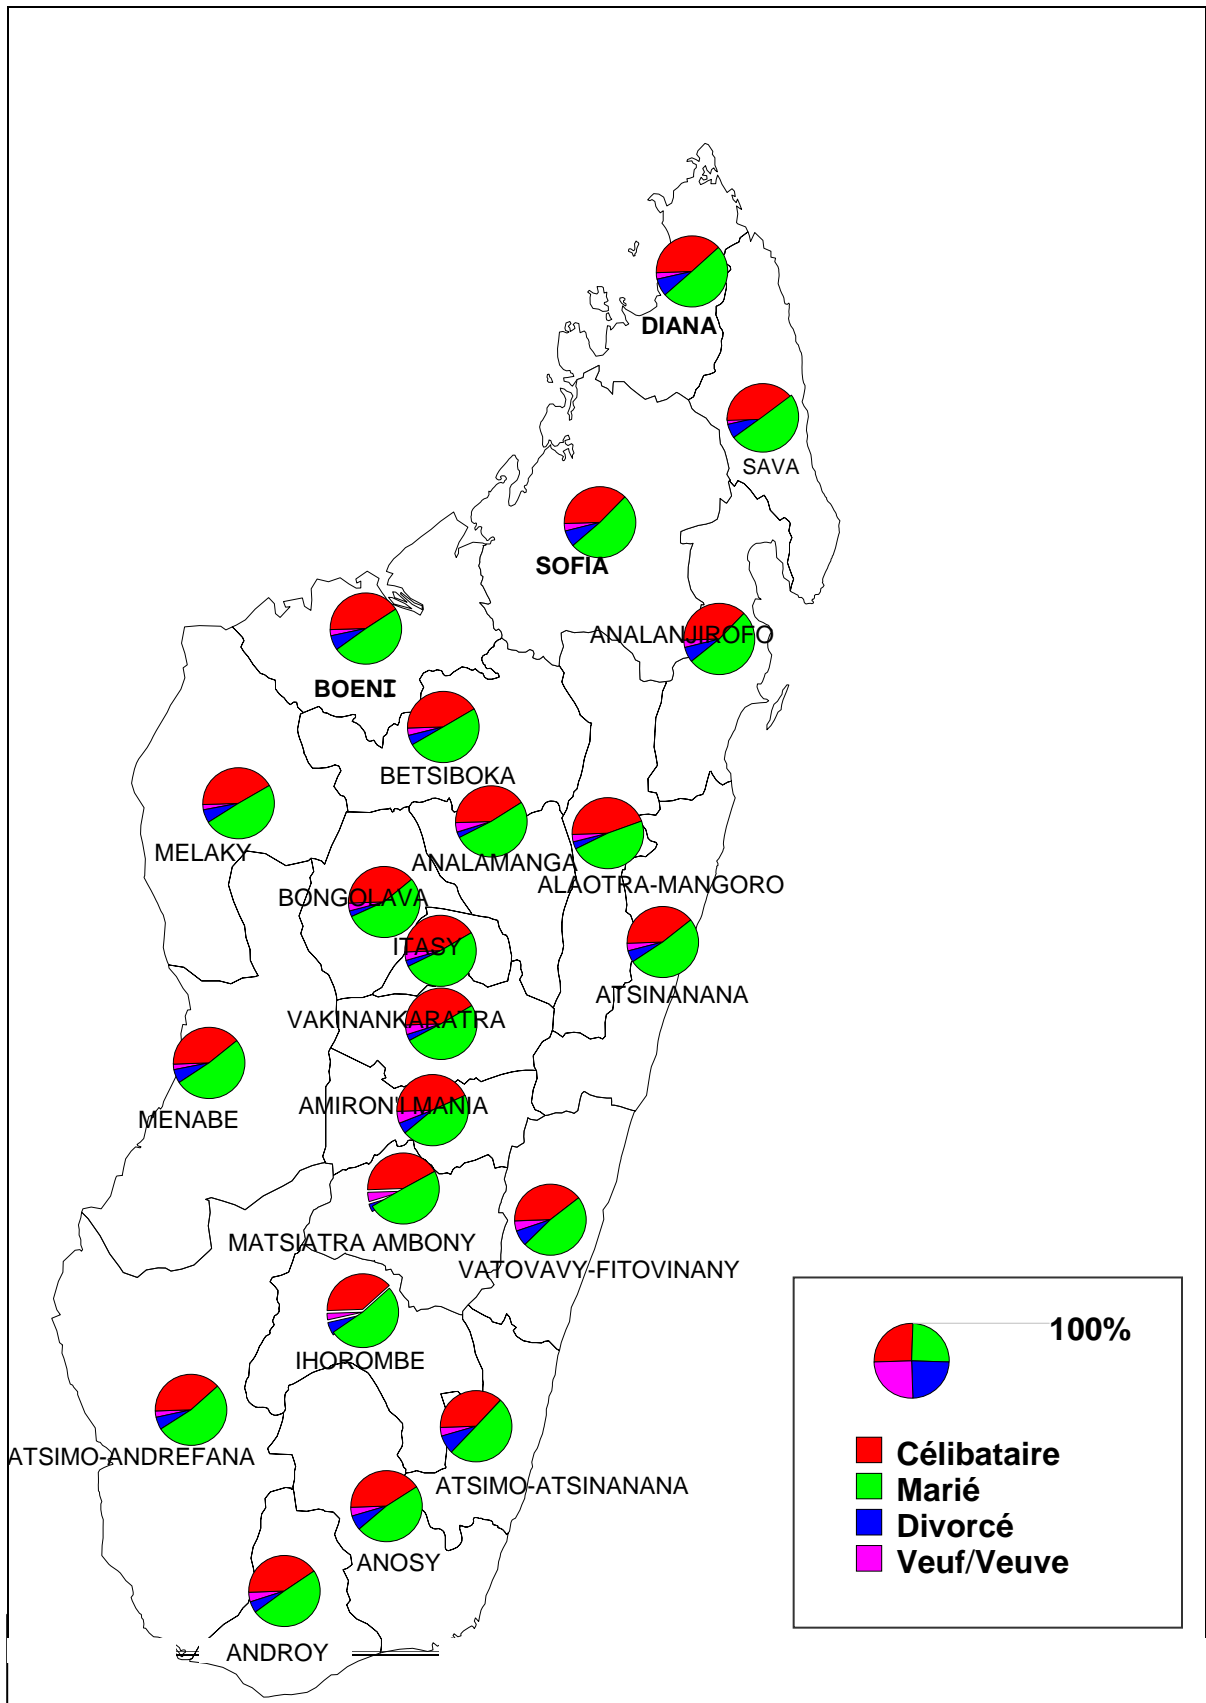 DIANA
SAVA
SOFIA
ANALANJIROFO
BOENI
BETSIBOKA
MELAKY
ANALAMANGA
ALAOTRA-MANGORO
BONGOLAVA
ITASY
ATSINANANA
VAKINANKARATRA
MENABE
AMIRON'I MANIA
MATSIATRA AMBONY
VATOVAVY-FITOVINANY
IHOROMBE
ATSIMO-ANDREFANA
ATSIMO-ATSINANANA
ANOSY
ANDROY
100%
Célibataire
Marié
Divorcé
Veuf/Veuve